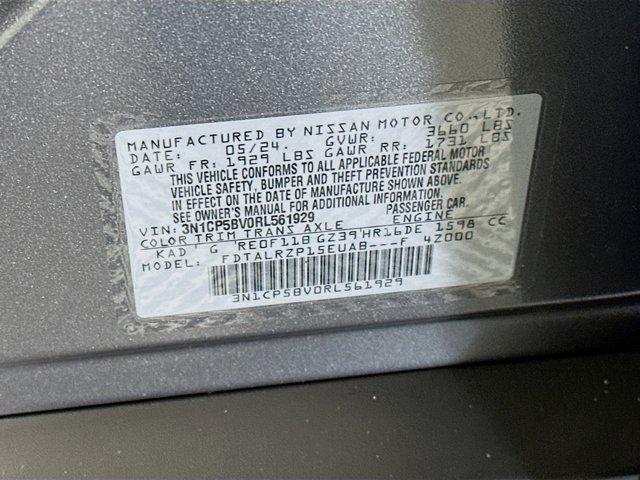 MANUFACTURED BY NISSAN MOTOR CO.,LTD.
DATE: 05/24. GVWR: 3660 LBS
GAWR FR: 1929 LBS GAWR RR: 1731 LBS
THIS VEHICLE CONFORMS TO ALL APPLICABLE FEDERAL MOTOR
VEHICLE SAFETY, BUMPER AND THEFT PREVENTION STANDARDS
IN EFFECT ON THE DATE OF MANUFACTURE SHOWN ABOVE.
SEE OWNER'S MANUAL FOR ADDITIONAL INFORMATION.
VIN: 3N1CP5BV0RL561929 PASSENGER CAR.
COLOR TRIM TRANS AXLE ENGINE
KAD G RE0F11B GZ39 HR16DE 1598 CC
MODEL: FDTALRZP15EUAB---F 4Z000
3N1CP5BV0RL561929